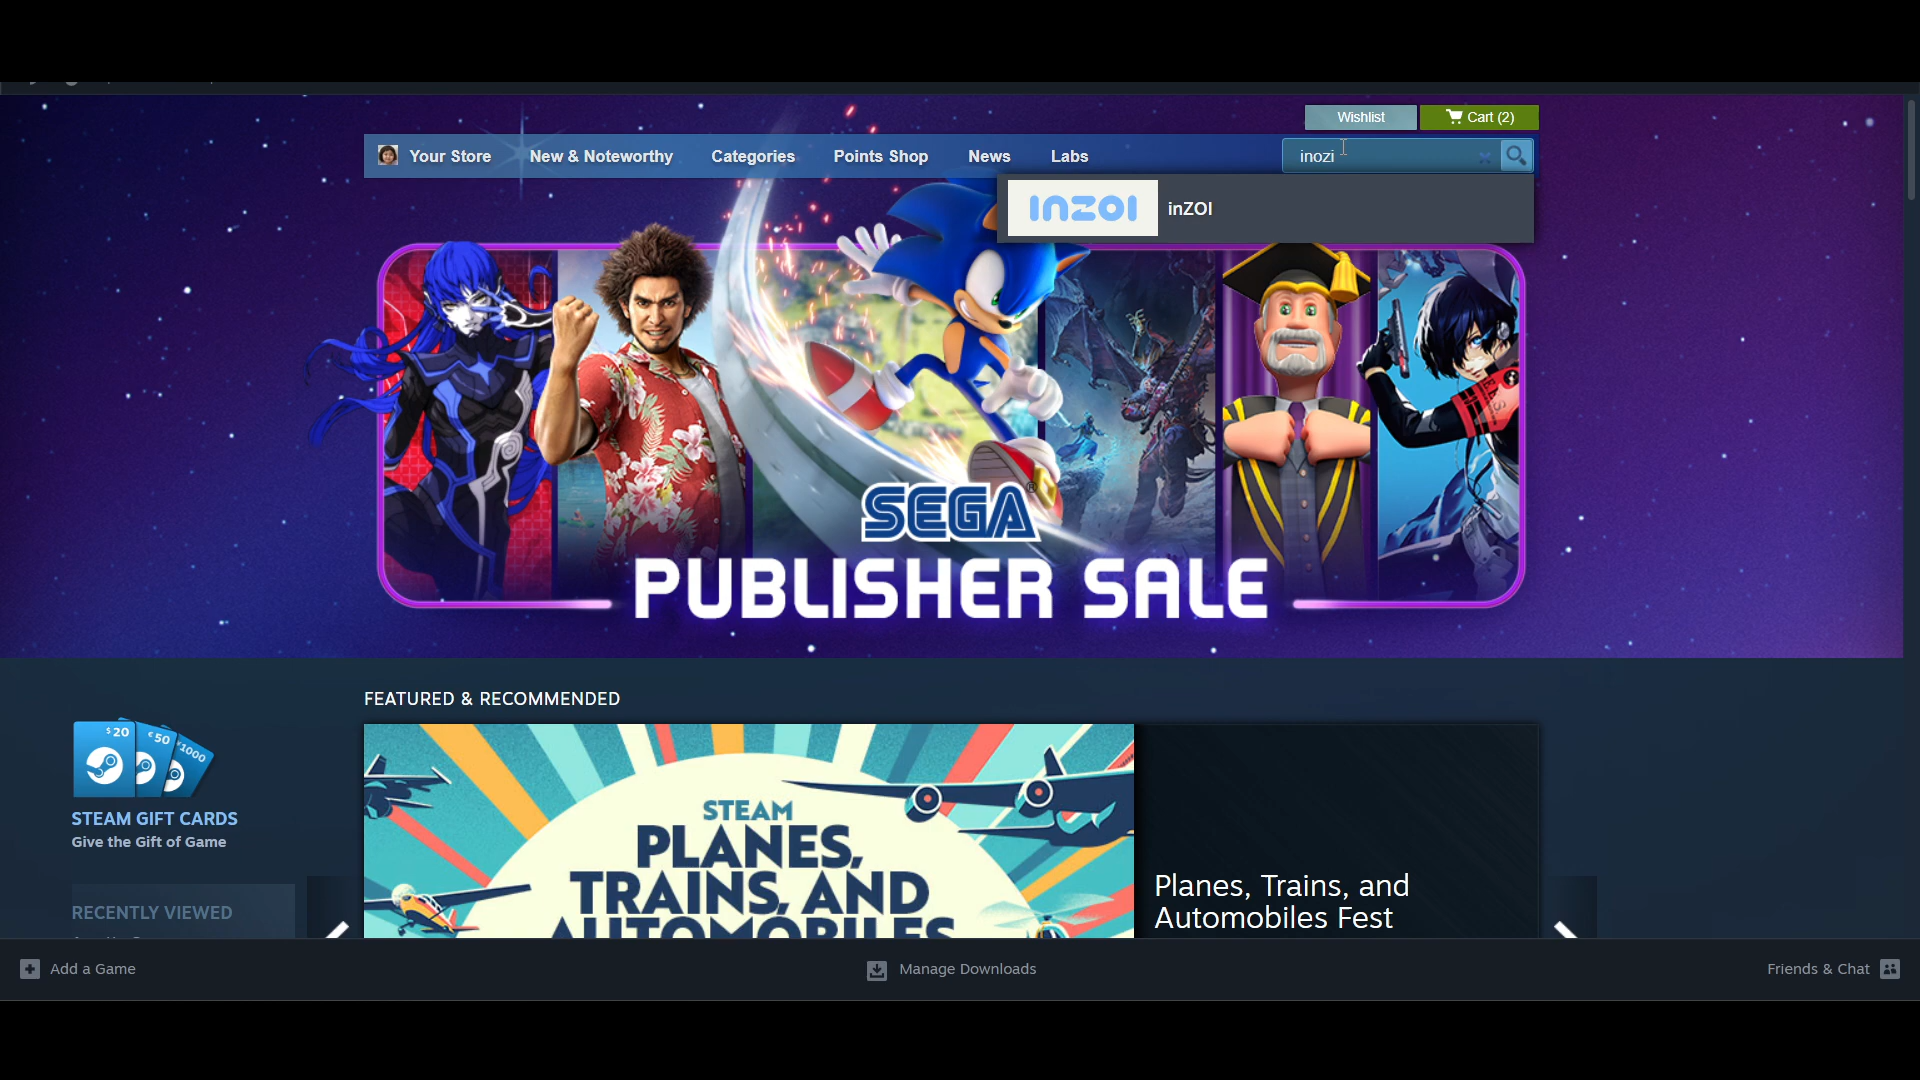 Wishlist
Cart (2)
Your Store
New & Noteworthy
Categories
Points Shop
News
Labs
inozi
INZOI
inZOI
SEGA®
PUBLISHER SALE
FEATURED & RECOMMENDED
$20
€50
1000
STEAM GIFT CARDS
Give the Gift of Game
RECENTLY VIEWED
STEAM
PLANES,
TRAINS, AND
AUTOMOBILES
Planes, Trains, and
Automobiles Fest
Add a Game
Manage Downloads
Friends & Chat